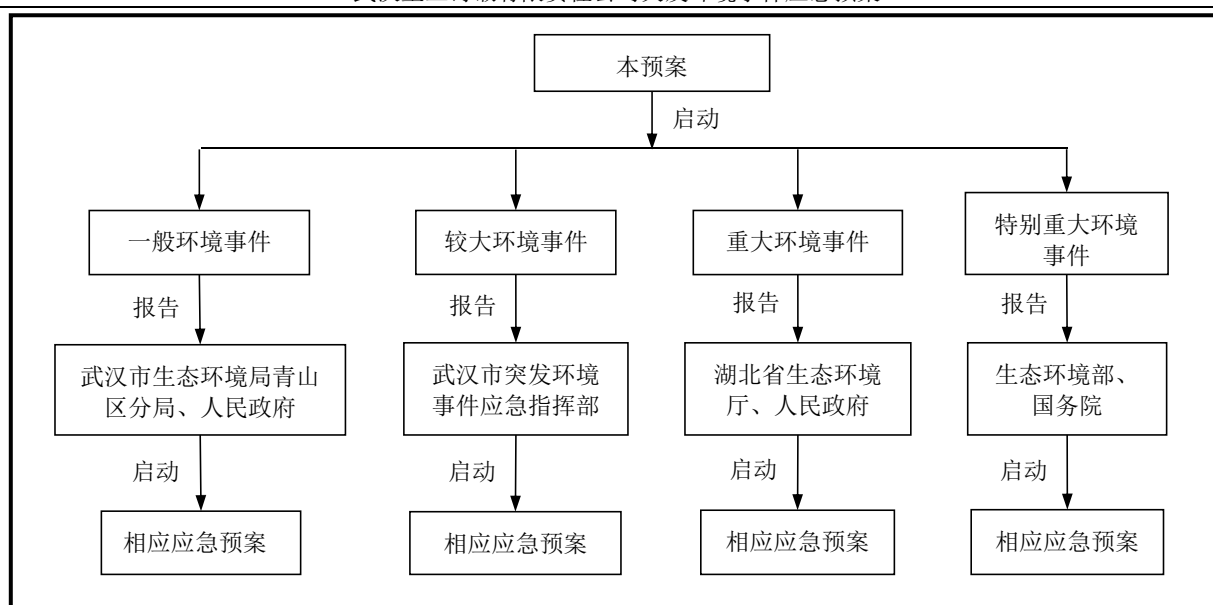 本预案
启动
一般环境事件
较大环境事件
重大环境事件
特别重大环境
事件
报告
报告
报告
报告
武汉市生态环境局青山
区分局、人民政府
武汉市突发环境
事件应急指挥部
湖北省生态环境
厅、人民政府
生态环境部、
国务院
启动
启动
启动
启动
相应应急预案
相应应急预案
相应应急预案
相应应急预案